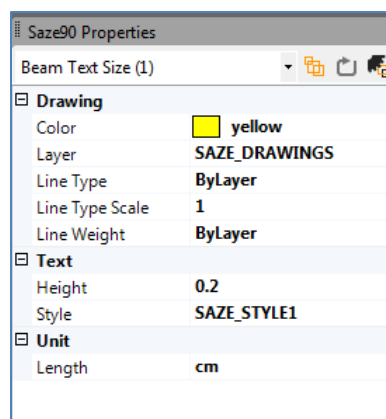 Saze90 Properties
Beam Text Size (1)
Drawing
Color yellow
Layer SAZE_DRAWINGS
Line Type ByLayer
Line Type Scale 1
Line Weight ByLayer
Text
Height 0.2
Style SAZE_STYLE1
Unit
Length cm